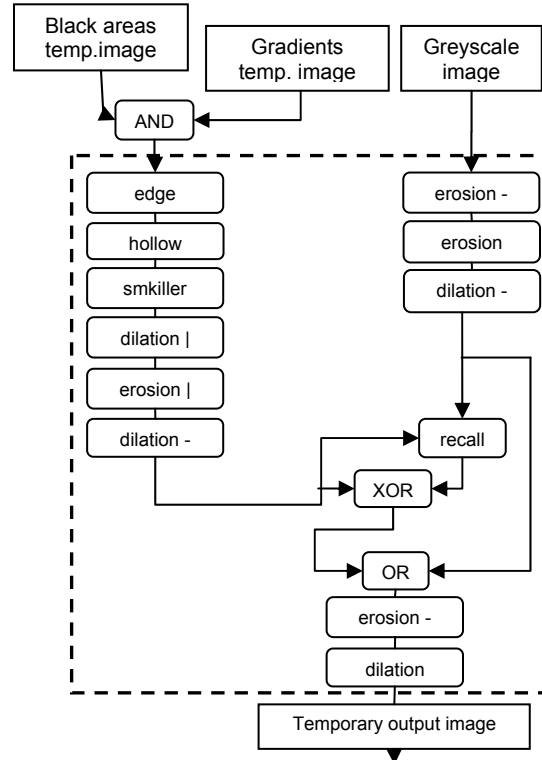 Black areas
temp.image
Gradients
temp. image
Greyscale
image
AND
edge
hollow
smkiller
dilation |
erosion |
dilation -
erosion -
erosion
dilation -
recall
XOR
OR
erosion -
dilation
Temporary output image